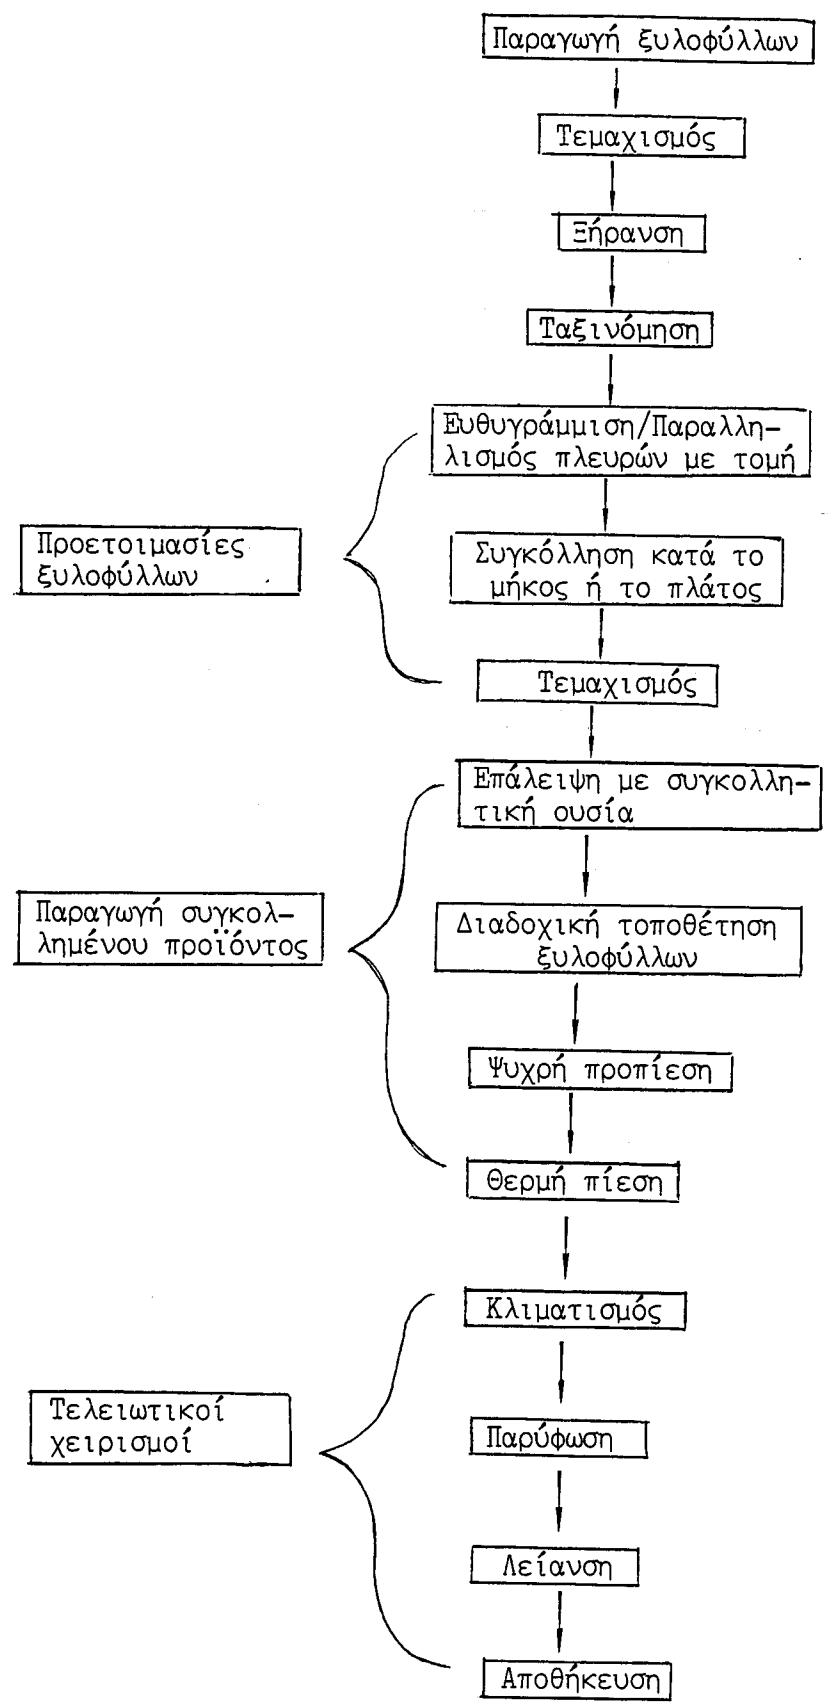 Παραγωγή ξυλοφύλλων
Τεμαχισμός
Ξήρανση
Ταξινόμηση
Ευθυγράμμιση/Παραλλη-
λισμός πλευρών με τομή
Προετοιμασίες
ξυλοφύλλων
Συγκόλληση κατά το
μήκος ή το πλάτος
Τεμαχισμός
Επάλειψη με συγκολλη-
τική ουσία
Παραγωγή συγκολ-
λημένου προϊόντος
Διαδοχική τοποθέτηση
ξυλοφύλλων
Ψυχρή προπίεση
Θερμή πίεση
Κλιματισμός
Τελειωτικοί
χειρισμοί
Παρύφωση
Λείανση
Αποθήκευση